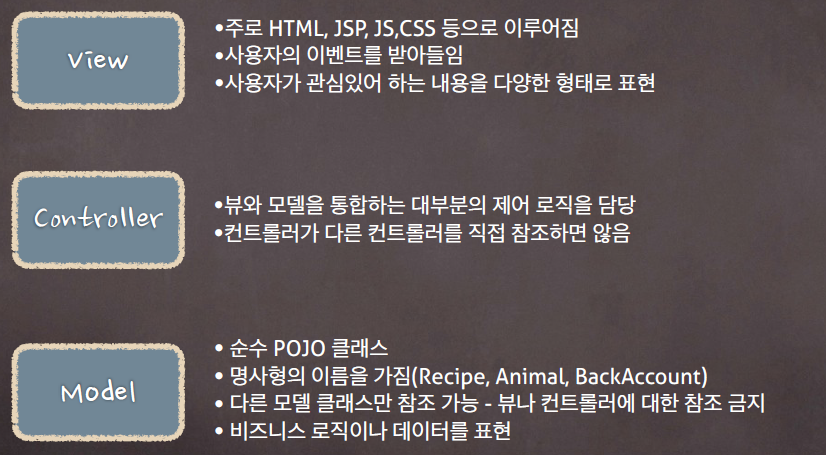 View
•주로 HTML, JSP, JS,CSS 등으로 이루어짐
•사용자의 이벤트를 받아들임
•사용자가 관심있어 하는 내용을 다양한 형태로 표현
Controller
•뷰와 모델을 통합하는 대부분의 제어 로직을 담당
•컨트롤러가 다른 컨트롤러를 직접 참조하면 않음
Model
• 순수 POJO 클래스
• 명사형의 이름을 가짐(Recipe, Animal, BackAccount)
• 다른 모델 클래스만 참조 가능 - 뷰나 컨트롤러에 대한 참조 금지
• 비즈니스 로직이나 데이터를 표현